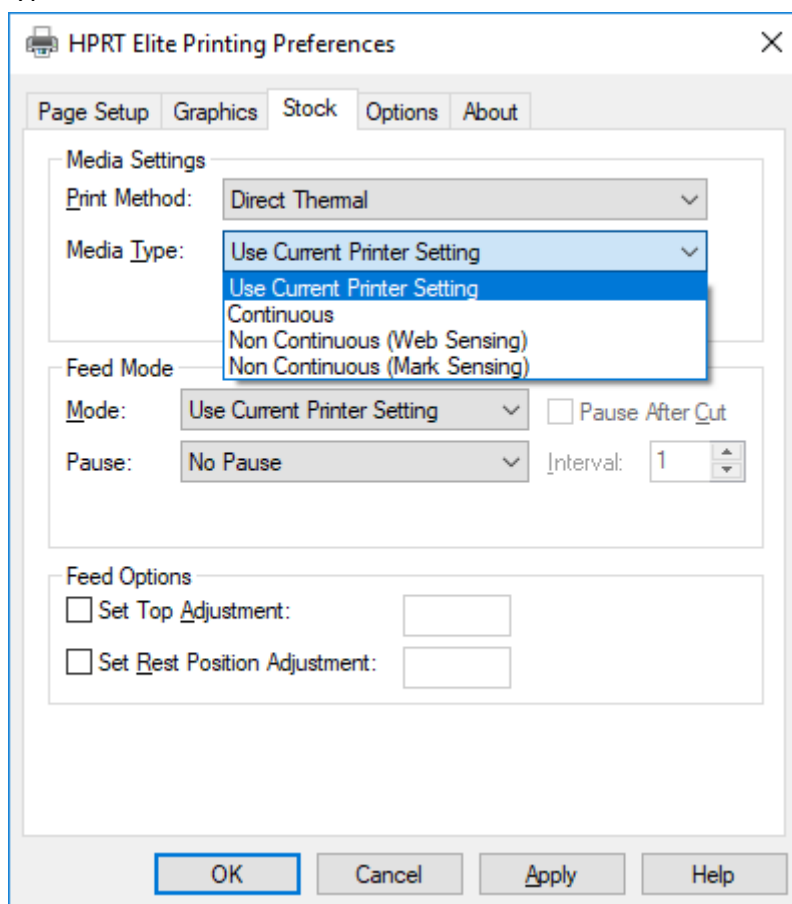 HPRT Elite Printing Preferences
Page Setup Graphics Stock Options About
Media Settings
Print Method: Direct Thermal
Media Type: Use Current Printer Setting
Use Current Printer Setting
Continuous
Non Continuous (Web Sensing)
Non Continuous (Mark Sensing)
Feed Mode
Mode: Use Current Printer Setting Pause After Cut
Pause: No Pause Interval: 1
Feed Options
Set Top Adjustment:
Set Rest Position Adjustment:
OK Cancel Apply Help